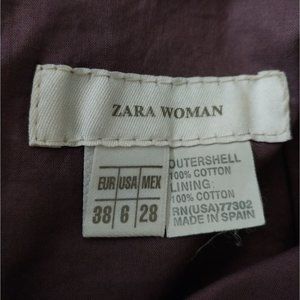 ZARA WOMAN
EUR USA MEX
38 6 28
OUTERSHELL
100% COTTON
LINING:
100% COTTON
RN(USA)77302
MADE IN SPAIN